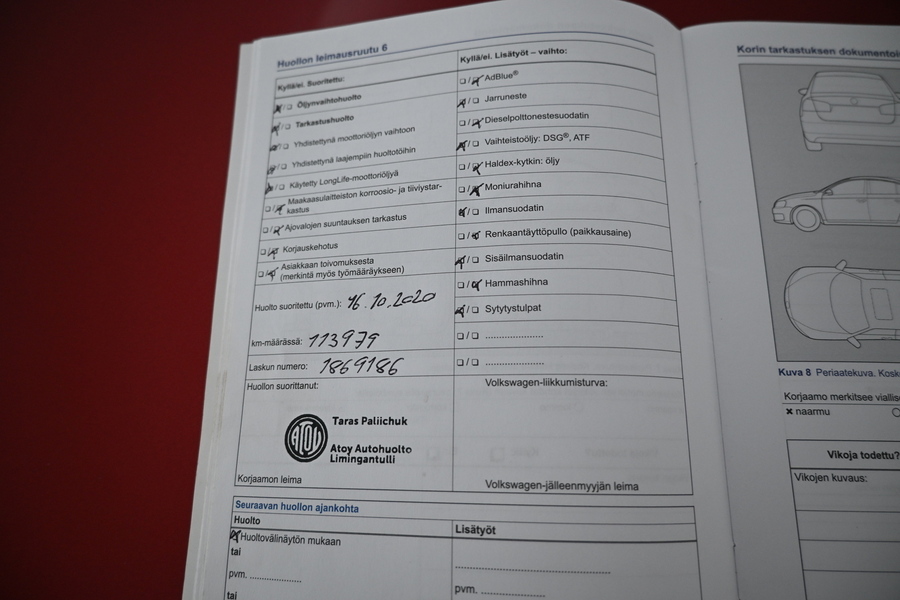 Huollon leimausruutu 6
Kyllä/ei. Suoritettu:
Öljynvaihtohuolto
Tarkastushuolto
Yhdistettynä moottoriöljyn vaihtoon
Yhdistettynä laajempiin huoltotöihin
Käytetty LongLife-moottoriöljyä
Maakaasulaitteiston korroosio- ja tiiviystar-
kastus
Ajovalojen suuntauksen tarkastus
Korjauskehotus
Asiakkaan toivomuksesta
(merkintä myös työmääräykseen)
Huolto suoritettu (pvm.): 16.10.2020
km-määrässä: 113979
Laskun numero: 1869186
Huollon suorittanut:
ATOY
Taras Paliichuk
Atoy Autohuolto
Limingantulli
Korjaamon leima
Kyllä/ei. Lisätyöt – vaihto:
AdBlue®
Jarruneste
Dieselpolttonestesuodatin
Vaihteistoöljy: DSG®, ATF
Haldex-kytkin: öljy
Moniurahihna
Ilmansuodatin
Renkaantäyttöpullo (paikkausaine)
Sisäilmansuodatin
Hammashihna
Sytytystulpat
Volkswagen-liikkumisturva:
Volkswagen-jälleenmyyjän leima
Seuraavan huollon ajankohta
Huolto
Huoltovälinäytön mukaan
tai
pvm. ....................
tai
Lisätyöt
pvm. ....................
Korin tarkastuksen
Kuva 8 Periaatekuva.
Korjaamo merkitsee
naarmu
Vikoja todettu?
Vikojen kuvaus: